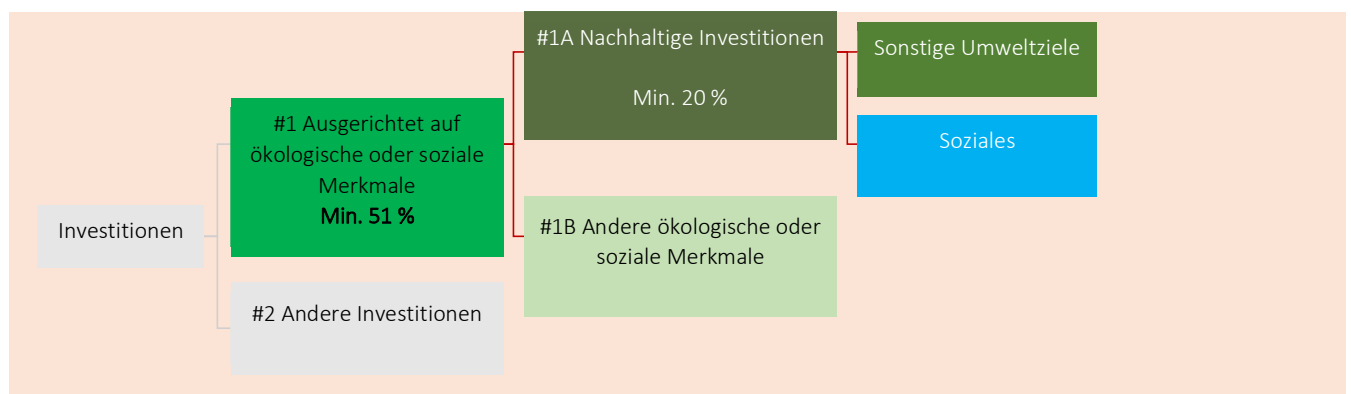 Investitionen
#1 Ausgerichtet auf
ökologische oder soziale
Merkmale
Min. 51 %
#2 Andere Investitionen
#1A Nachhaltige Investitionen
Min. 20 %
#1B Andere ökologische oder
soziale Merkmale
Sonstige Umweltziele
Soziales